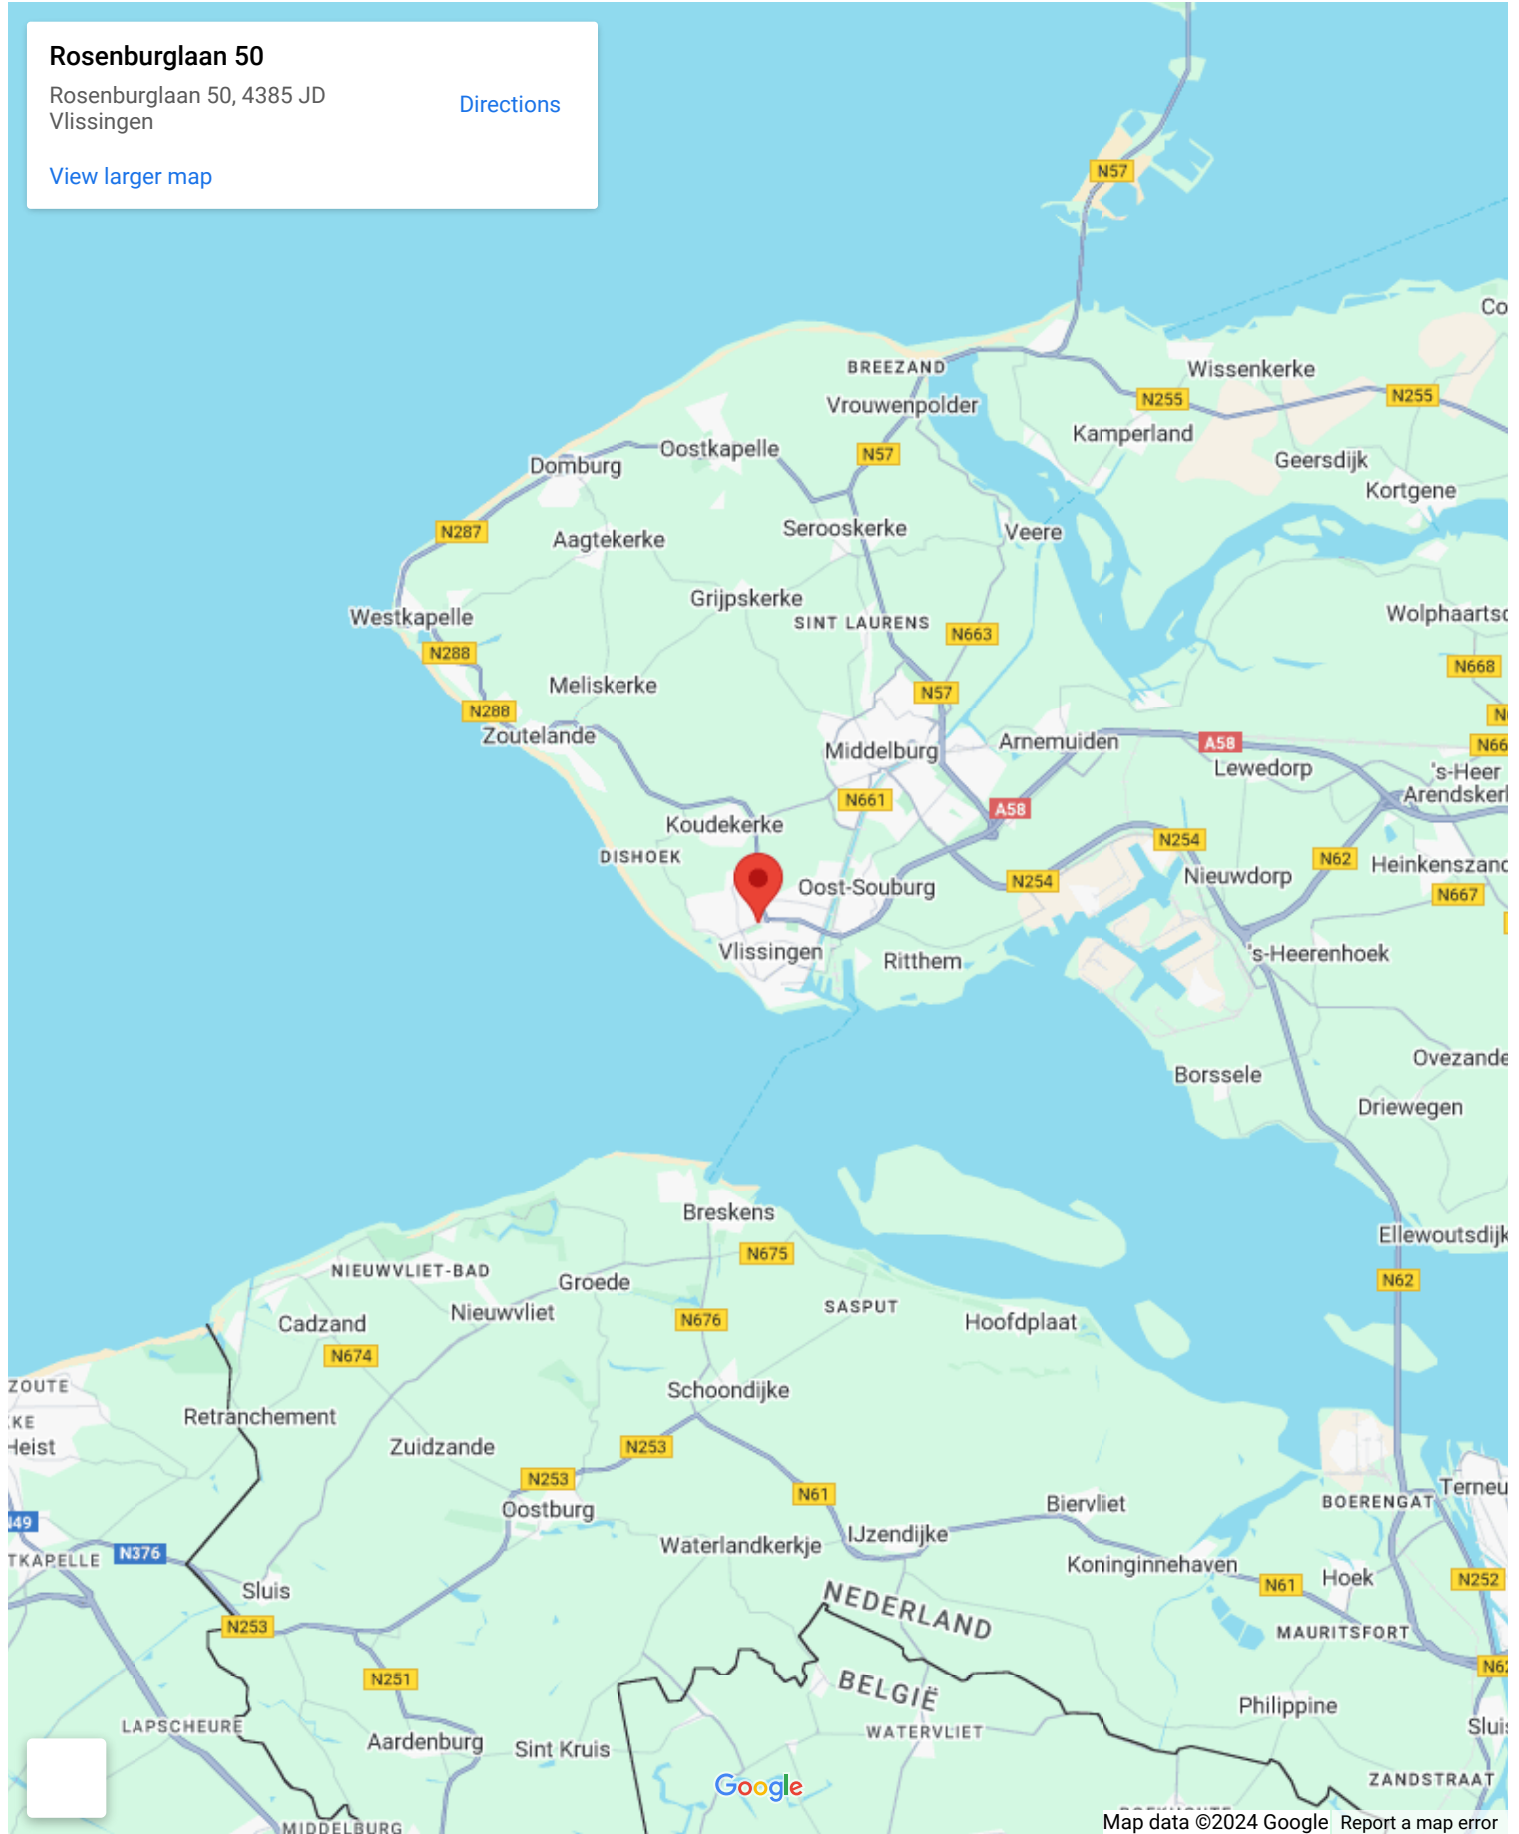 Rosenburglaan 50
Rosenburglaan 50, 4385 JD
Vlissingen
Directions
View larger map
N57
Co
BREEZAND
Wissenkerke
N255
N255
Vrouwenpolder
Kamperland
Oostkapelle
N57
Domburg
Geersdijk
Kortgene
N287
Serooskerke
Veere
Aagtekerke
Grijpskerke
Westkapelle
SINT LAURENS
N663
Wolphaartsd
N288
N668
Meliskerke
N57
N288
Zoutelande
Middelburg
Arnemuiden
A58
N66
Lewedorp
's-Heer
Arendskerk
N661
A58
Koudekerke
N254
DISHOEK
N62
Heinkenszand
Oost-Souburg
N254
Nieuwdorp
N667
Vlissingen
Ritthem
's-Heerenhoek
Ovezande
Borssele
Driewegen
Breskens
Ellewoutsdijk
N675
NIEUWVLIET-BAD
Groede
N62
Nieuwvliet
SASPUT
Cadzand
N676
Hoofdplaat
N674
ZOUTE
Schoondijke
Retranchement
KKE
Heist
Zuidzande
N253
N253
Terneu
N61
Oostburg
Biervliet
BOERENGAT
N49
IJzendijke
TKAPELLE
N376
Waterlandkerkje
Koninginnehaven
Sluis
N61
Hoek
N252
NEDERLAND
N253
MAURITSFORT
N62
N251
BELGIË
Philippine
LAPSCHEURE
WATERVLIET
Sluis
Aardenburg
Sint Kruis
Google
ZANDSTRAAT
MIDDELBURG
Map data ©2024 Google
Report a map error